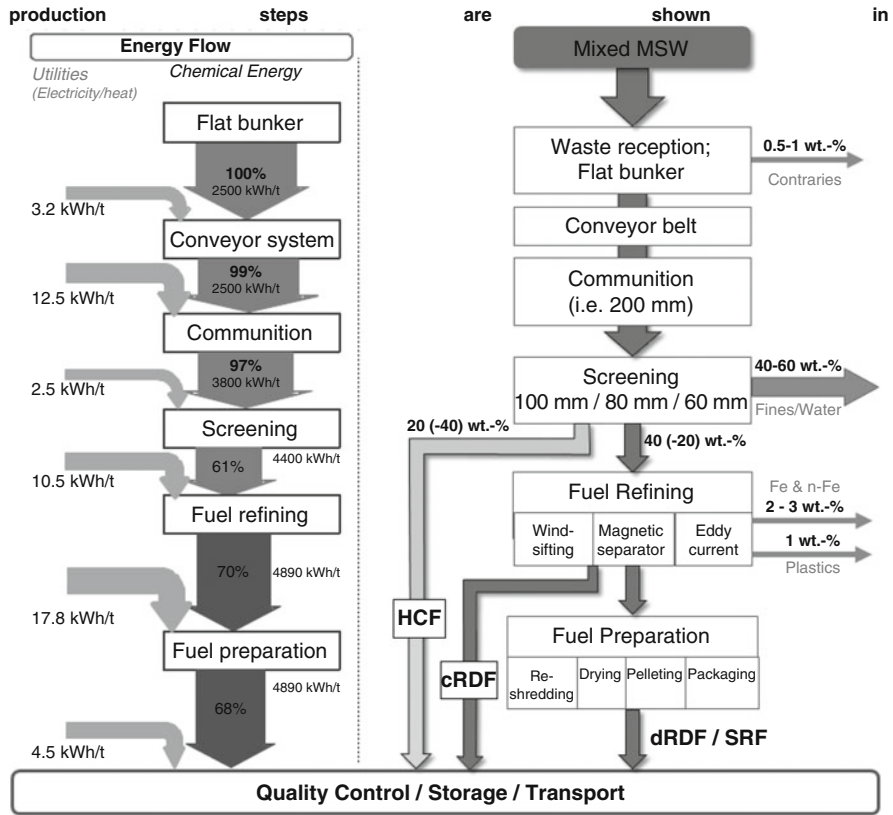 production steps are shown in
Energy Flow
Utilities
(Electricity/heat)
Chemical Energy
Flat bunker
100%
2500 kWh/t
3.2 kWh/t
Conveyor system
99%
2500 kWh/t
12.5 kWh/t
Communition
97%
3800 kWh/t
2.5 kWh/t
Screening
4400 kWh/t
61%
10.5 kWh/t
Fuel refining
70%
4890 kWh/t
17.8 kWh/t
Fuel preparation
4890 kWh/t
68%
4.5 kWh/t
Mixed MSW
Waste reception;
Flat bunker
0.5-1 wt.-%
Contraries
Conveyor belt
Communition
(i.e. 200 mm)
Screening
100 mm / 80 mm / 60 mm
40-60 wt.-%
Fines/Water
20 (-40) wt.-%
40 (-20) wt.-%
Fuel Refining
Wind-
sifting
Magnetic
separator
Eddy
current
Fe & n-Fe
2 - 3 wt.-%
1 wt.-%
Plastics
HCF
cRDF
Fuel Preparation
Re-
shredding
Drying
Pelleting
Packaging
dRDF / SRF
Quality Control / Storage / Transport